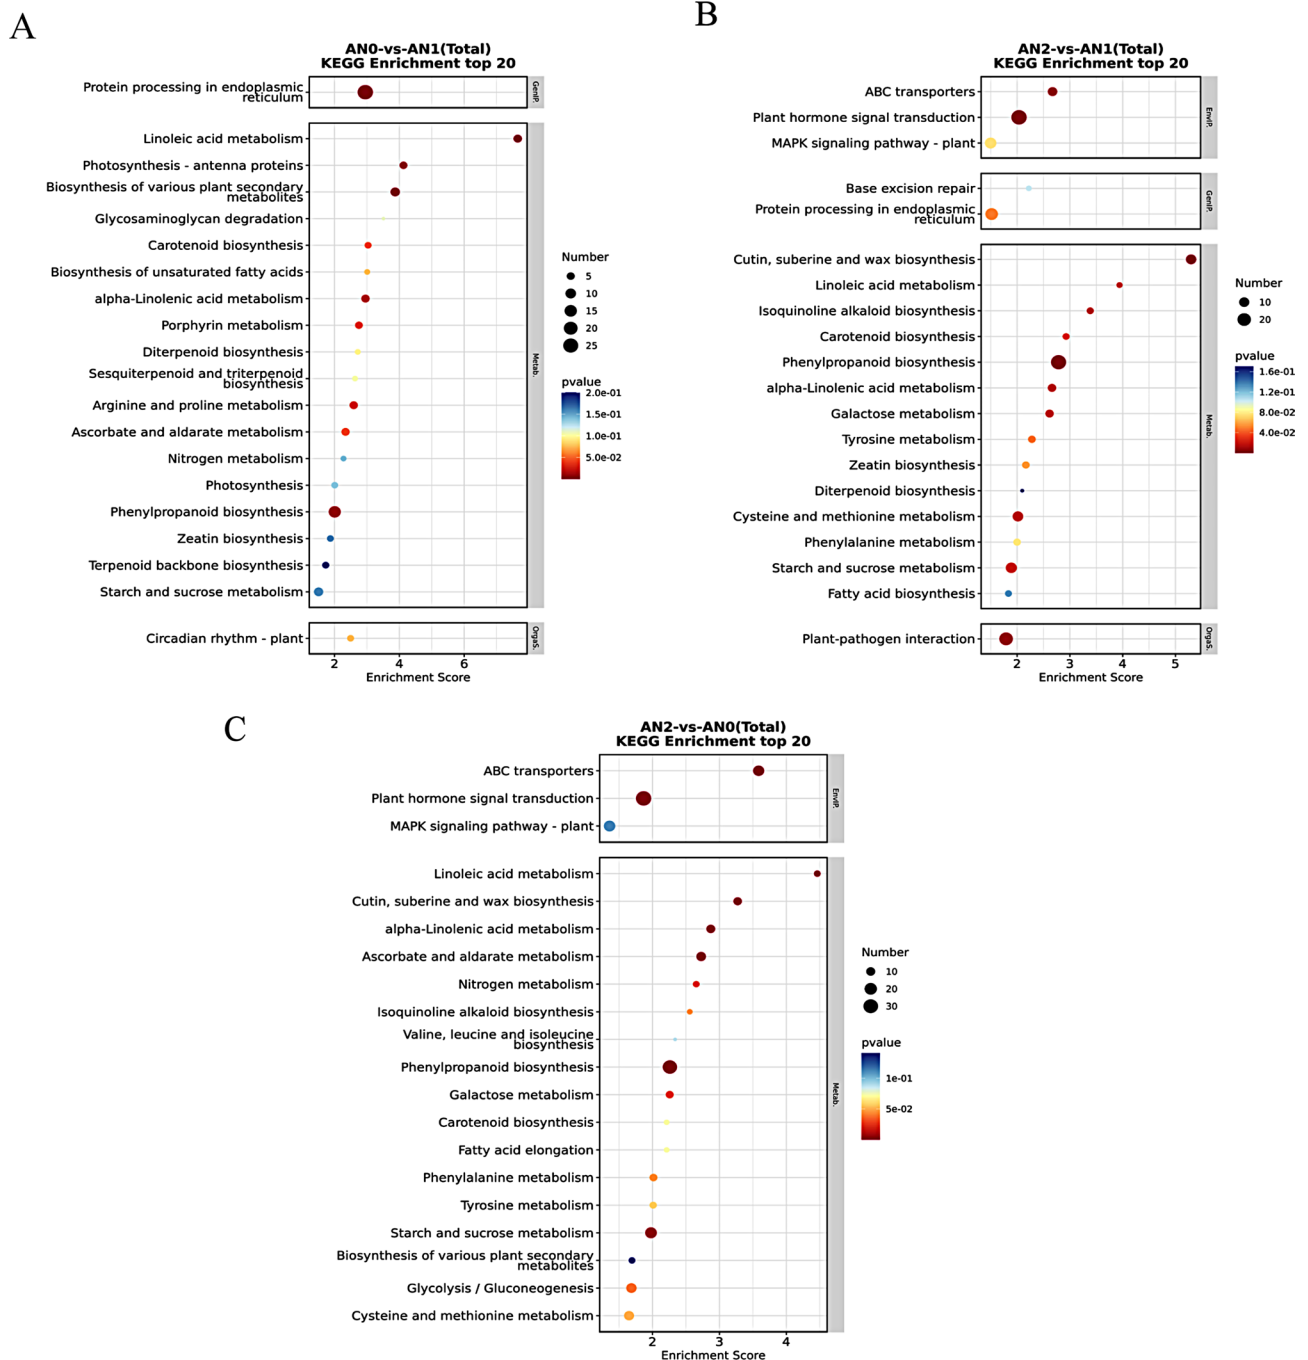 A
AN0-vs-AN1(Total)
KEGG Enrichment top 20
Protein processing in endoplasmic
reticulum
GenIP.
Linoleic acid metabolism
Photosynthesis - antenna proteins
Biosynthesis of various plant secondary
metabolites
Glycosaminoglycan degradation
Carotenoid biosynthesis
Biosynthesis of unsaturated fatty acids
alpha-Linolenic acid metabolism
Porphyrin metabolism
Diterpenoid biosynthesis
Sesquiterpenoid and triterpenoid
biosynthesis
Arginine and proline metabolism
Ascorbate and aldarate metabolism
Nitrogen metabolism
Photosynthesis
Phenylpropanoid biosynthesis
Zeatin biosynthesis
Terpenoid backbone biosynthesis
Starch and sucrose metabolism
Metab.
Circadian rhythm - plant
OrgaS.
2 4 6
Enrichment Score
Number
5
10
15
20
25
pvalue
2.0e-01
1.5e-01
1.0e-01
5.0e-02
B
AN2-vs-AN1(Total)
KEGG Enrichment top 20
ABC transporters
Plant hormone signal transduction
MAPK signaling pathway - plant
EnvIP.
Base excision repair
Protein processing in endoplasmic
reticulum
GenIP.
Cutin, suberine and wax biosynthesis
Linoleic acid metabolism
Isoquinoline alkaloid biosynthesis
Carotenoid biosynthesis
Phenylpropanoid biosynthesis
alpha-Linolenic acid metabolism
Galactose metabolism
Tyrosine metabolism
Zeatin biosynthesis
Diterpenoid biosynthesis
Cysteine and methionine metabolism
Phenylalanine metabolism
Starch and sucrose metabolism
Fatty acid biosynthesis
Metab.
Plant-pathogen interaction
OrgaS.
2 3 4 5
Enrichment Score
Number
10
20
pvalue
1.6e-01
1.2e-01
8.0e-02
4.0e-02
C
AN2-vs-AN0(Total)
KEGG Enrichment top 20
ABC transporters
Plant hormone signal transduction
MAPK signaling pathway - plant
EnvIP.
Linoleic acid metabolism
Cutin, suberine and wax biosynthesis
alpha-Linolenic acid metabolism
Ascorbate and aldarate metabolism
Nitrogen metabolism
Isoquinoline alkaloid biosynthesis
Valine, leucine and isoleucine
biosynthesis
Phenylpropanoid biosynthesis
Galactose metabolism
Carotenoid biosynthesis
Fatty acid elongation
Phenylalanine metabolism
Tyrosine metabolism
Starch and sucrose metabolism
Biosynthesis of various plant secondary
metabolites
Glycolysis / Gluconeogenesis
Cysteine and methionine metabolism
Metab.
2 3 4
Enrichment Score
Number
10
20
30
pvalue
1e-01
5e-02